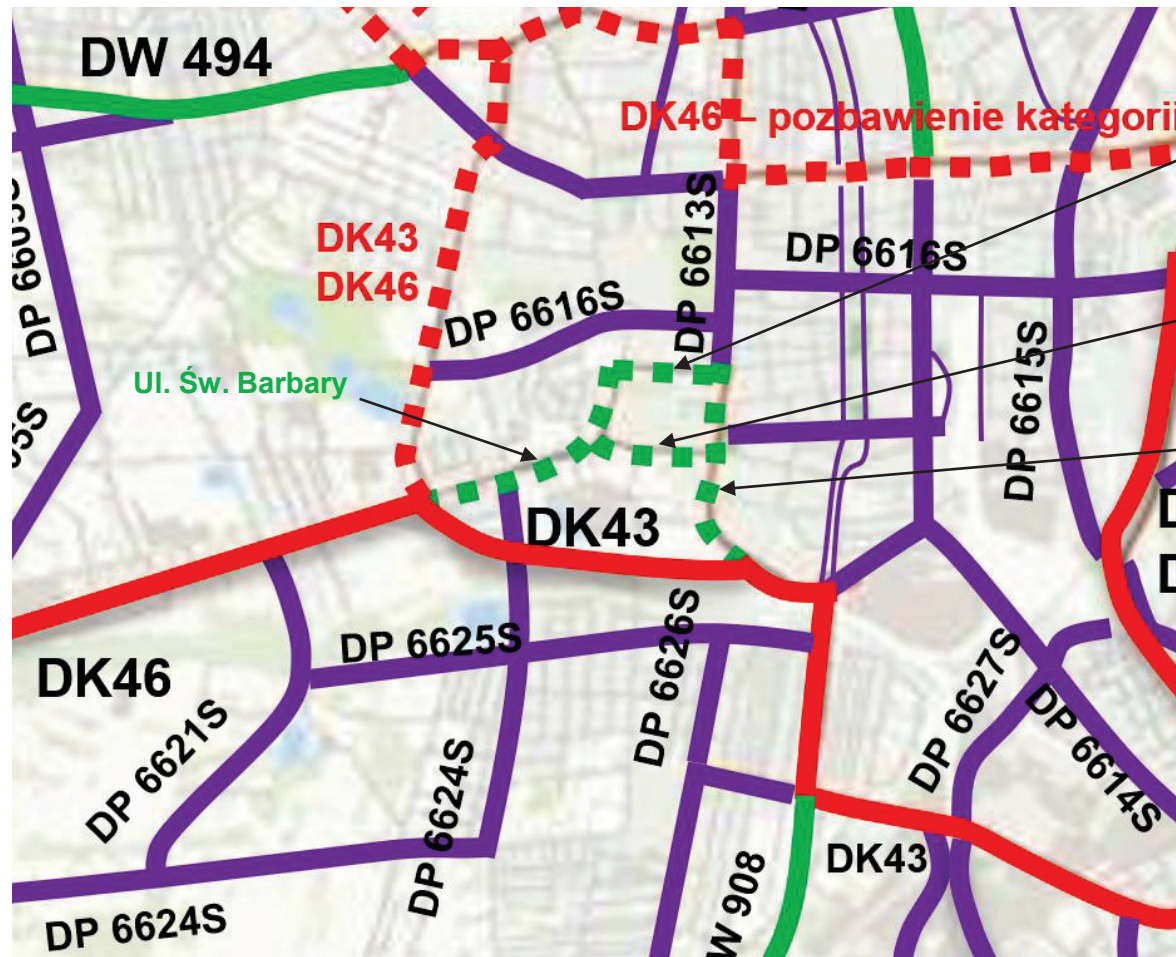 DW 494
DK46 – pozbawienie kategorii
DK43
DK46
DP 6613S
DP 6616S
DP 6616S
DP 6615S
Ul. Św. Barbary
DK43
DK46
DP 6625S
DP 6626S
DP 6627S
DP 6614S
DP 6621S
DP 6624S
DK43
W 908
DP 6624S